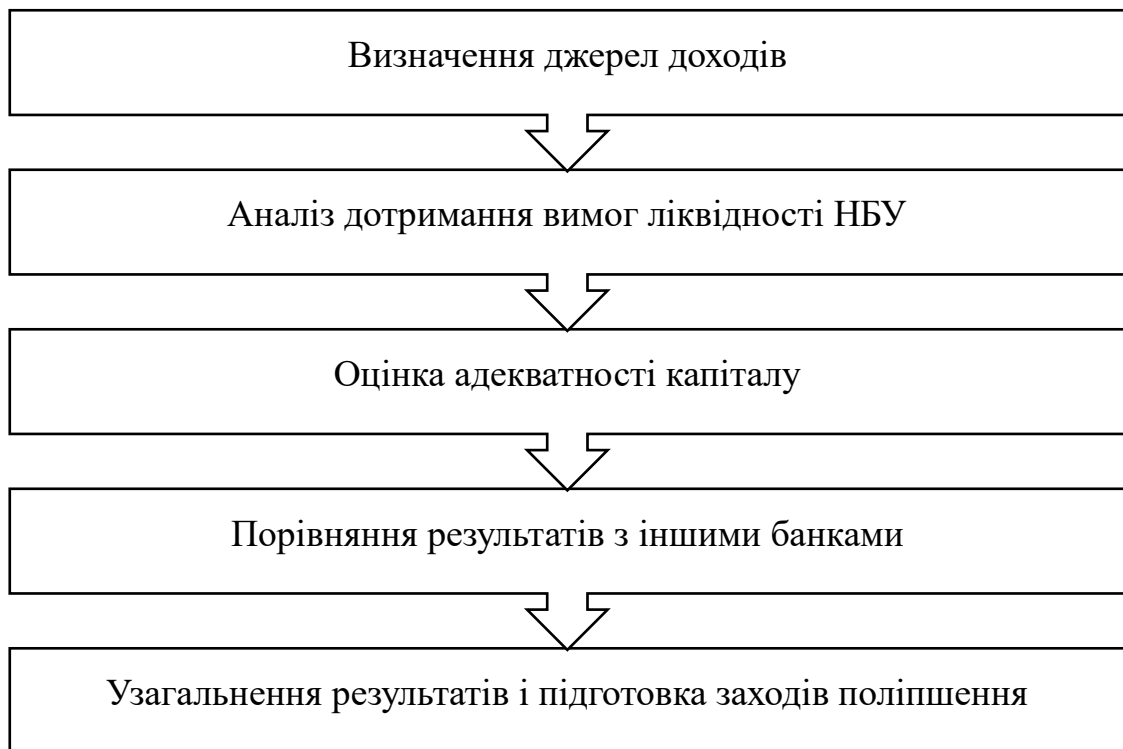 Визначення джерел доходів
Аналіз дотримання вимог ліквідності НБУ
Оцінка адекватності капіталу
Порівняння результатів з іншими банками
Узагальнення результатів і підготовка заходів поліпшення